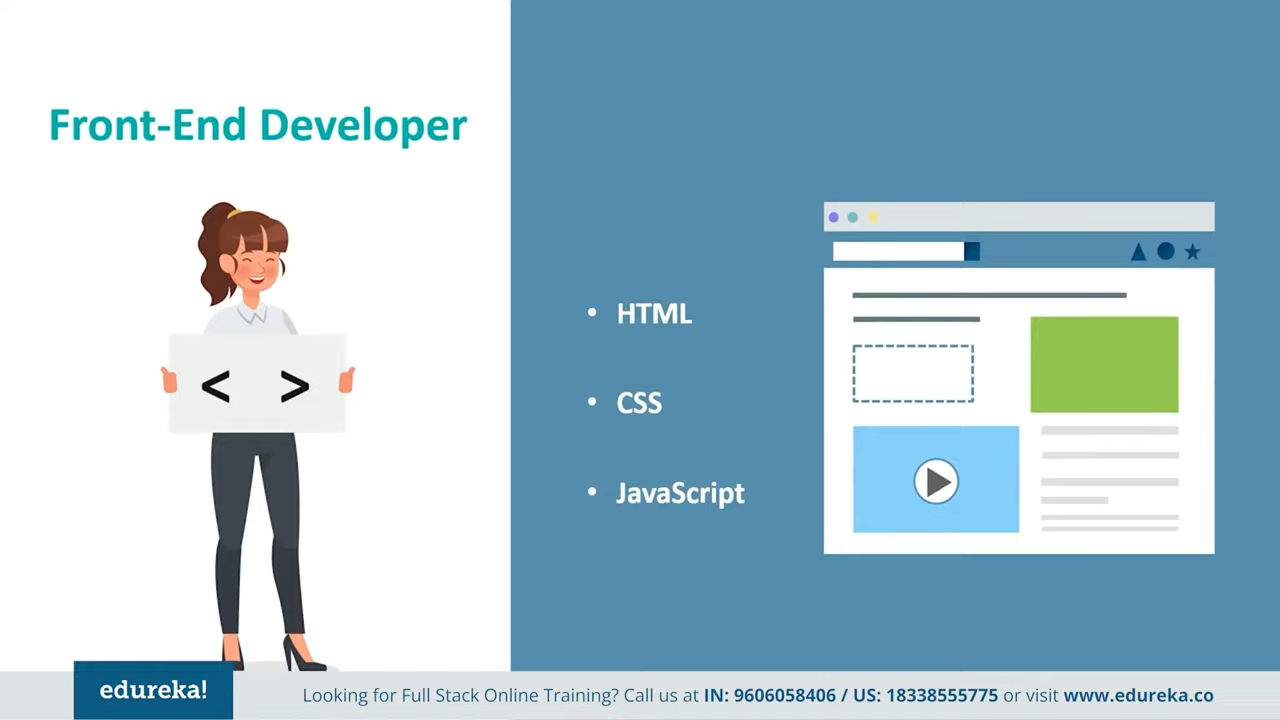 Front-End Developer
< >
• HTML
• CSS
• JavaScript
edureka!
Looking for Full Stack Online Training? Call us at IN: 9606058406 / US: 18338555775 or visit www.edureka.co